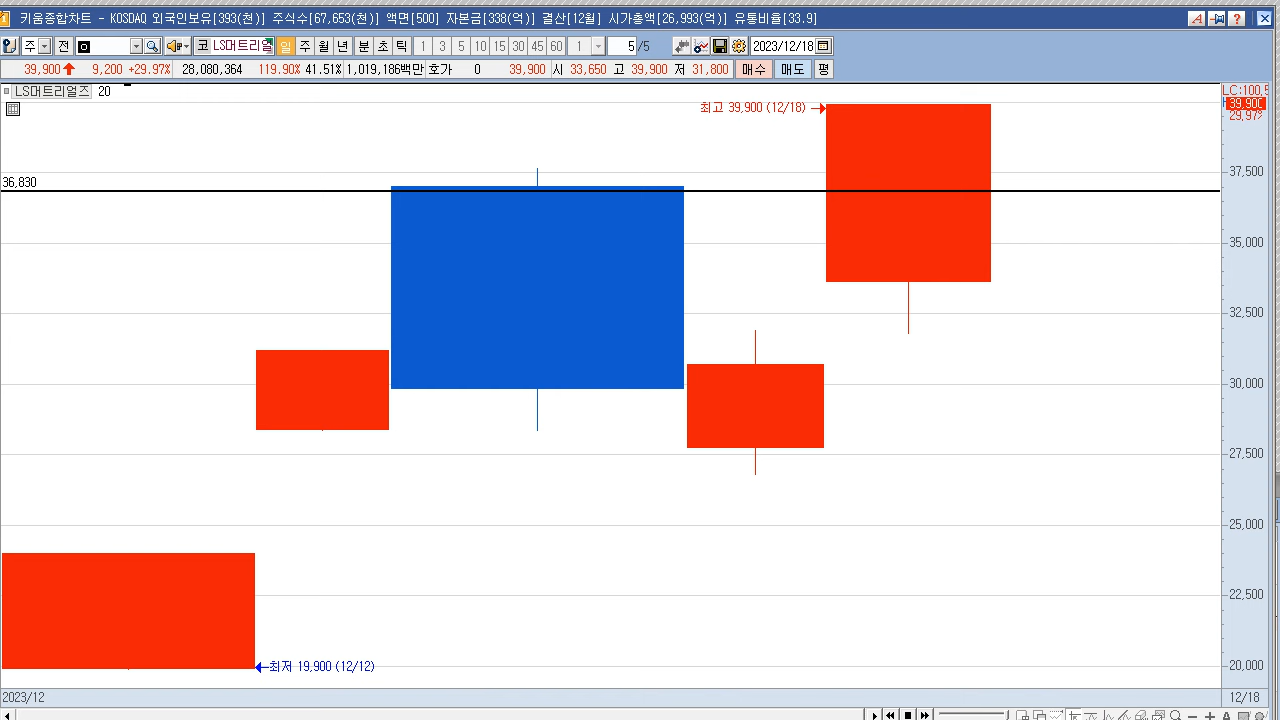 키움종합차트 - KOSDAQ 외국인보유[393(천)] 주식수[67,653(천)] 액면[500] 자본금[338(억)] 결산[12월] 시가총액[26,993(억)] 유통비율[33.9]
주 전 코 LS머트리얼 일 주 월 년 분 초 틱 1 3 5 10 15 30 45 60 1 5 /5 2023/12/18
39,900 9,200 +29.97% 28,080,364 119.90% 41.51% 1,019,186백만 호가 0 39,900 시 33,650 고 39,900 저 31,800 매수 매도 평
LS머트리얼즈 20
LC:100,5
39,900
29.97%
최고 39,900 (12/18)
37,500
36,830
35,000
32,500
30,000
27,500
25,000
22,500
최저 19,900 (12/12)
20,000
2023/12
12/18